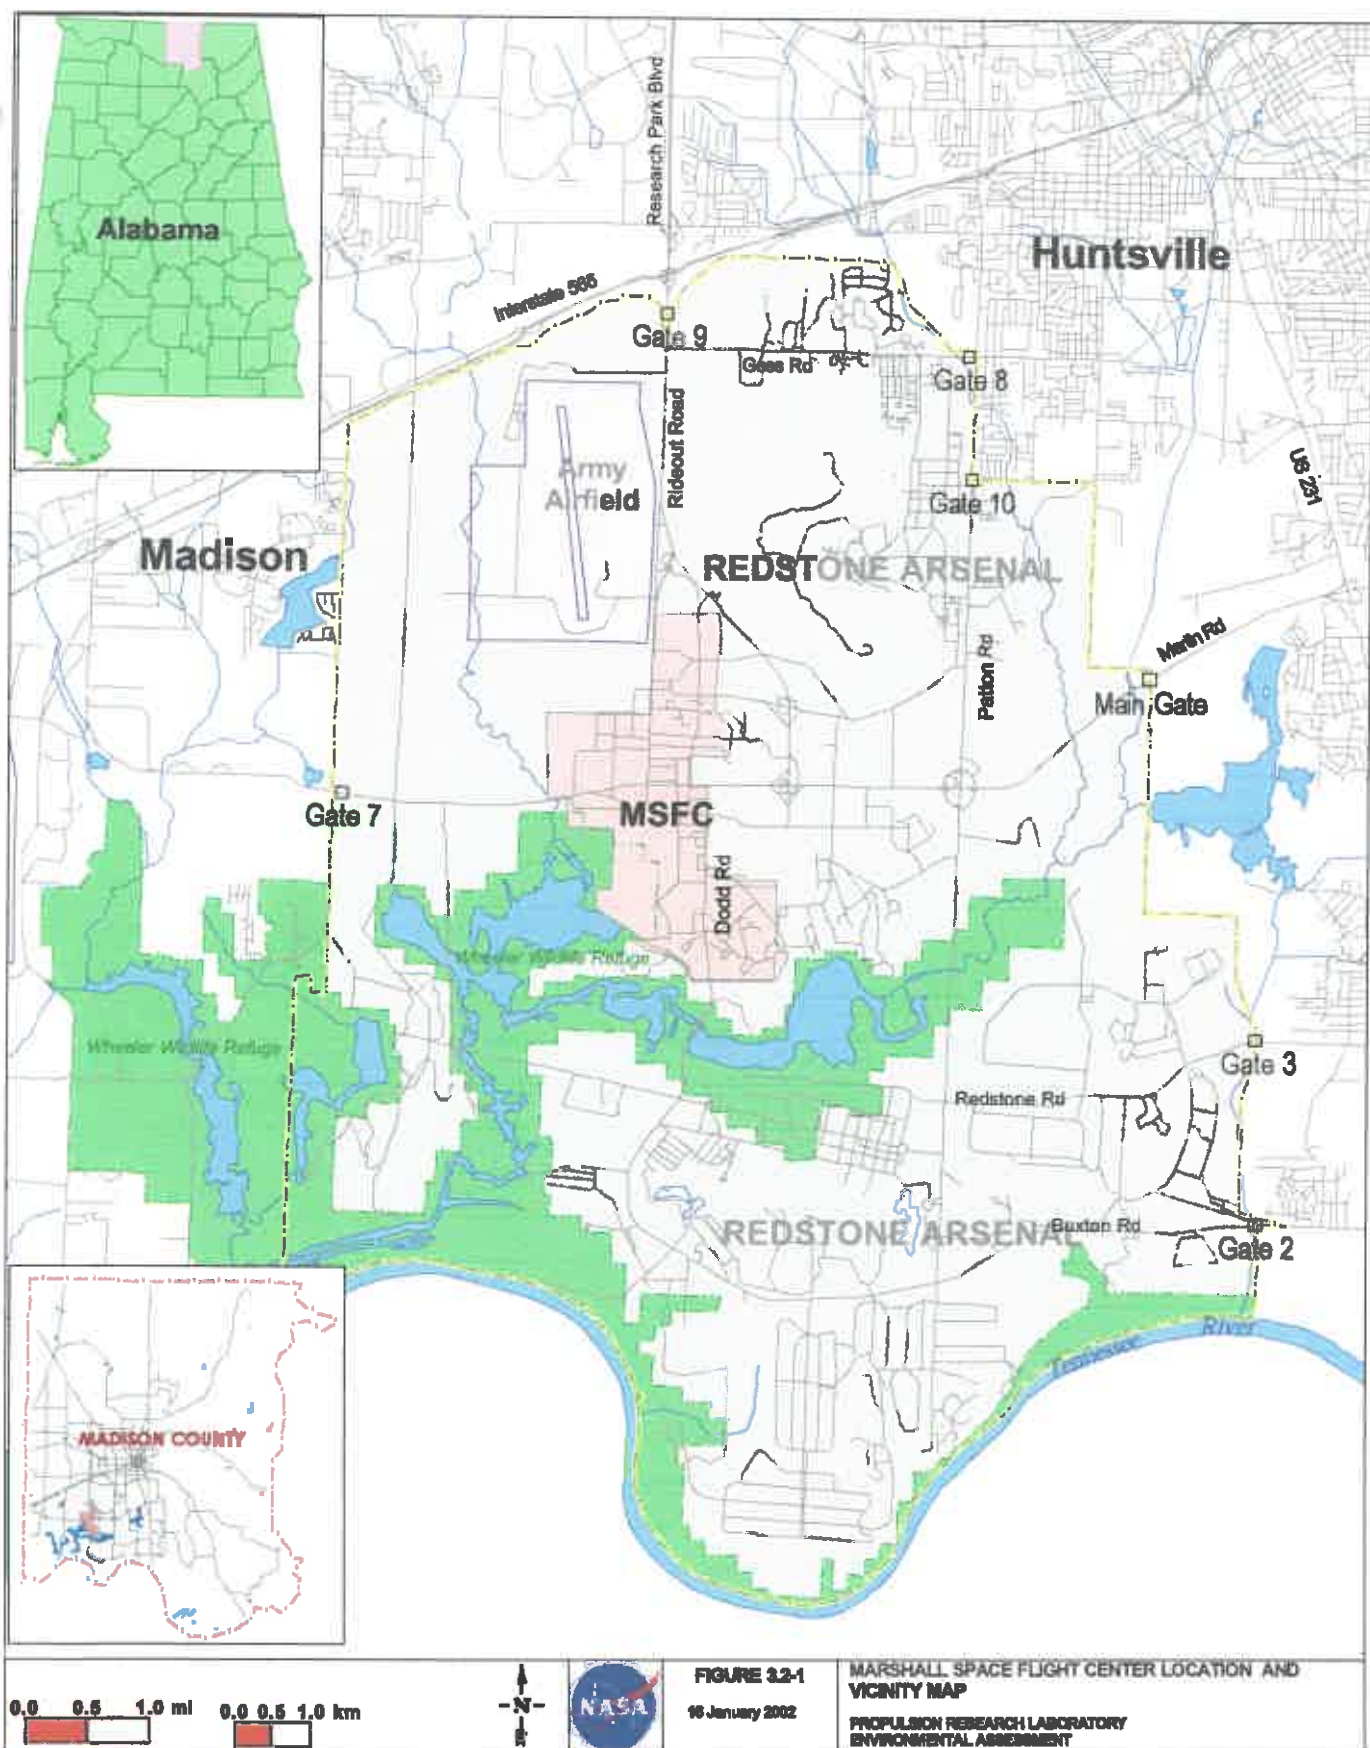 Alabama
Research Park Blvd
Huntsville
Interstate 565
Gate 9
Goss Rd
Gate 8
Rideout Road
Army
Airfield
Gate 10
US 231
Madison
REDSTONE ARSENAL
Martin Rd
Patton Rd
Main Gate
Gate 7
MSFC
Dodd Rd
Wheeler Wildlife Refuge
Wheeler Wildlife Refuge
Gate 3
Redstone Rd
REDSTONE ARSENAL
Buxton Rd
Gate 2
Tennessee River
MADISON COUNTY
0.0 0.5 1.0 mi
0.0 0.5 1.0 km
N
NASA
FIGURE 3.2-1
16 January 2002
MARSHALL SPACE FLIGHT CENTER LOCATION AND
VICINITY MAP
PROPULSION RESEARCH LABORATORY
ENVIRONMENTAL ASSESSMENT